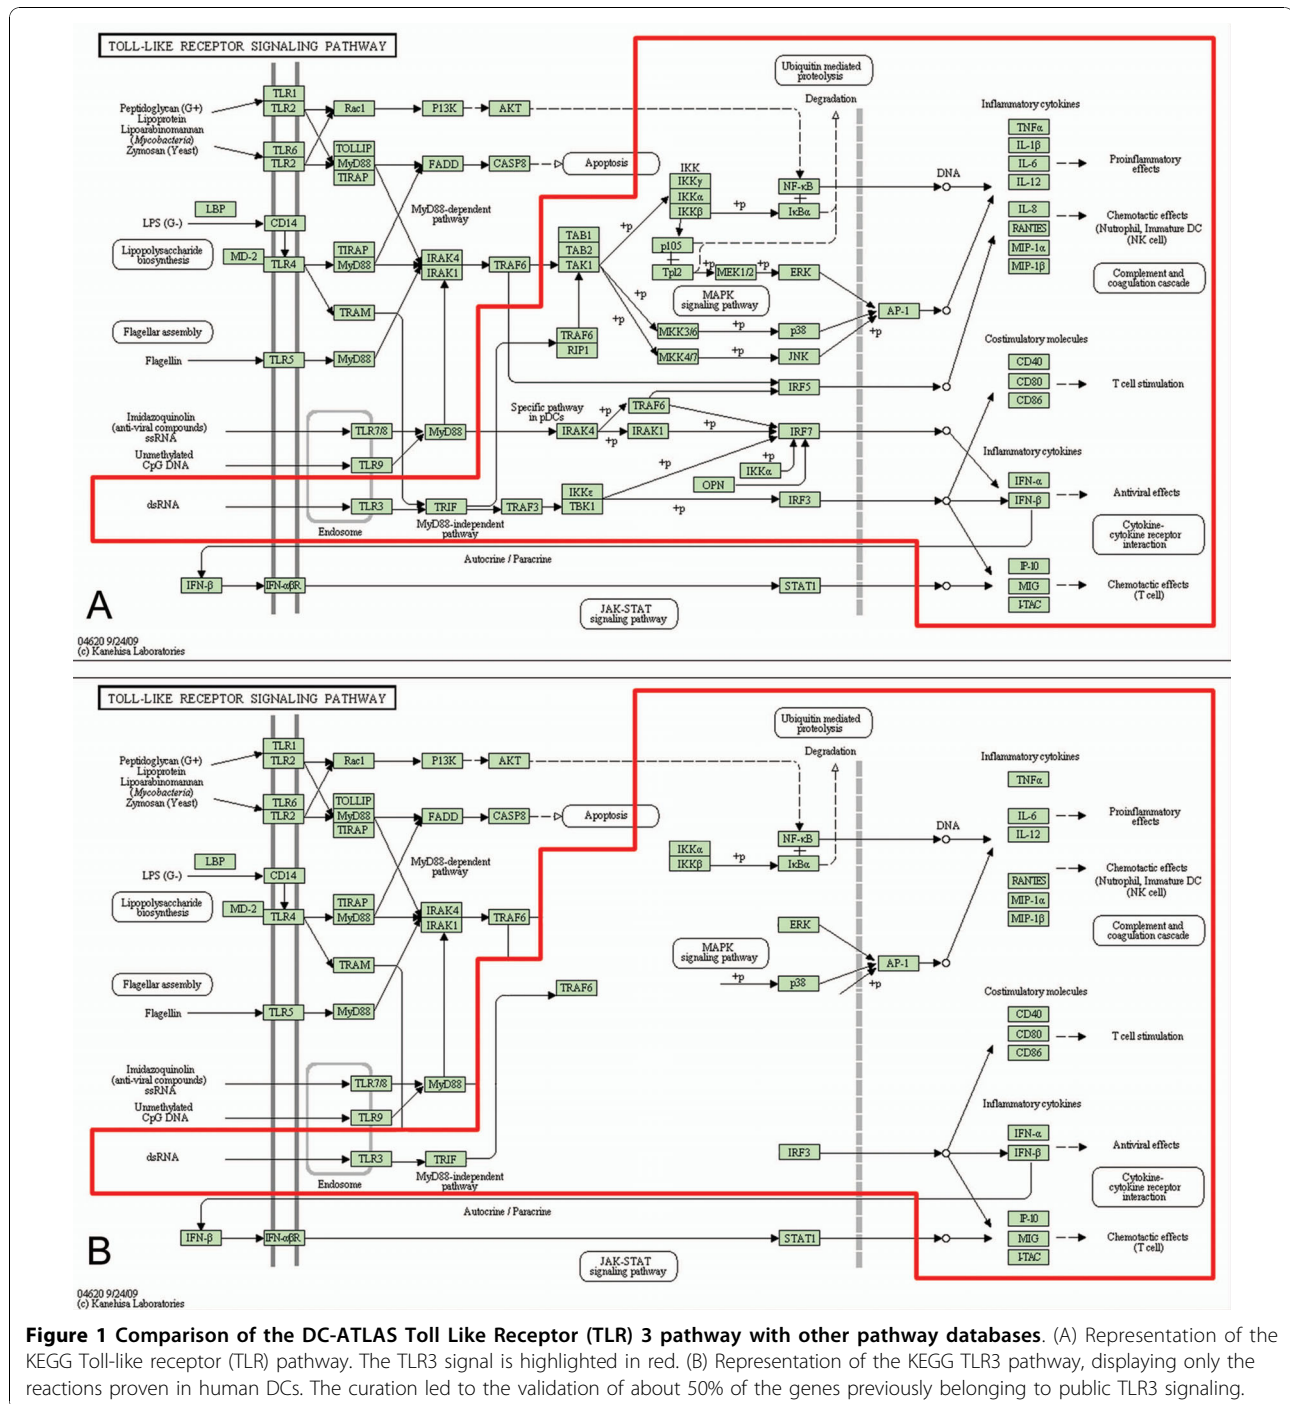 TOLL-LIKE RECEPTOR SIGNALING PATHWAY
Ubiquitin mediated
proteolysis
Degradation
TLR1
TLR2
Peptidoglycan (G+)
Lipoprotein
Lipoarabinomannan
(Mycobacteria)
Zymosan (Yeast)
Rac1
P13K
AKT
Inflammatory cytokines
TNFα
IL-1β
IL-6
IL-12
Proinflammatory
effects
TLR6
TLR2
TOLLIP
MyD88
TIRAP
FADD
CASP8
Apoptosis
IKK
IKKγ
IKKα
IKKβ
+p
NF-κB
IκBα
DNA
IL-8
RANTES
MIP-1α
MIP-1β
Chemotactic effects
(Nutrophil, Immature DC
(NK cell)
LBP
LPS (G-)
CD14
MyD88-dependent
pathway
Lipopolysaccharide
biosynthesis
MD-2
TLR4
TIRAP
MyD88
IRAK4
IRAK1
TRAF6
TAB1
TAB2
TAK1
+p
p105
Tpl2
+p
MEK1/2
+p
ERK
Complement and
coagulation cascade
MAPK
signaling pathway
TRAM
+p
+p
AP-1
+p
Flagellar assembly
MKK3/6
+p
p38
TRAF6
RIP1
Flagellin
TLR5
MyD88
MKK4/7
+p
JNK
Costimulatory molecules
CD40
CD80
CD86
T cell stimulation
IRF5
Specific pathway
in pDCs
+p
TRAF6
Imidazoquinolin
(anti-viral compounds)
ssRNA
TLR7/8
MyD88
IRAK4
+p
IRAK1
+p
IRF7
Unmethylated
CpG DNA
TLR9
+p
+p
IKKα
OPN
Inflammatory cytokines
IFN-α
IFN-β
Antiviral effects
dsRNA
TLR3
TRIF
TRAF3
IKKε
TBK1
+p
IRF3
Endosome
MyD88-independent
pathway
Cytokine-
cytokine receptor
interaction
Autocrine / Paracrine
IFN-β
IFN-αβR
STAT1
IP-10
MIG
I-TAC
Chemotactic effects
(T cell)
A
JAK-STAT
signaling pathway
04620 9/24/09
(c) Kanehisa Laboratories
TOLL-LIKE RECEPTOR SIGNALING PATHWAY
Ubiquitin mediated
proteolysis
Degradation
TLR1
TLR2
Peptidoglycan (G+)
Lipoprotein
Lipoarabinomannan
(Mycobacteria)
Zymosan (Yeast)
Rac1
P13K
AKT
Inflammatory cytokines
TNFα
IL-6
IL-12
Proinflammatory
effects
TLR6
TLR2
TOLLIP
MyD88
TIRAP
FADD
CASP8
Apoptosis
IKKα
IKKβ
+p
NF-κB
IκBα
DNA
RANTES
MIP-1α
MIP-1β
Chemotactic effects
(Nutrophil, Immature DC
(NK cell)
LBP
LPS (G-)
CD14
MyD88-dependent
pathway
Lipopolysaccharide
biosynthesis
MD-2
TLR4
TIRAP
MyD88
IRAK4
IRAK1
TRAF6
ERK
Complement and
coagulation cascade
MAPK
signaling pathway
TRAM
AP-1
+p
Flagellar assembly
+p
p38
TRAF6
Flagellin
TLR5
MyD88
Costimulatory molecules
CD40
CD80
CD86
T cell stimulation
Imidazoquinolin
(anti-viral compounds)
ssRNA
TLR7/8
MyD88
Unmethylated
CpG DNA
TLR9
Inflammatory cytokines
IFN-α
IFN-β
Antiviral effects
dsRNA
TLR3
TRIF
IRF3
Endosome
MyD88-independent
pathway
Cytokine-
cytokine receptor
interaction
Autocrine / Paracrine
IFN-β
IFN-αβR
STAT1
IP-10
MIG
I-TAC
Chemotactic effects
(T cell)
B
JAK-STAT
signaling pathway
04620 9/24/09
(c) Kanehisa Laboratories
Figure 1 Comparison of the DC-ATLAS Toll Like Receptor (TLR) 3 pathway with other pathway databases. (A) Representation of the
KEGG Toll-like receptor (TLR) pathway. The TLR3 signal is highlighted in red. (B) Representation of the KEGG TLR3 pathway, displaying only the
reactions proven in human DCs. The curation led to the validation of about 50% of the genes previously belonging to public TLR3 signaling.